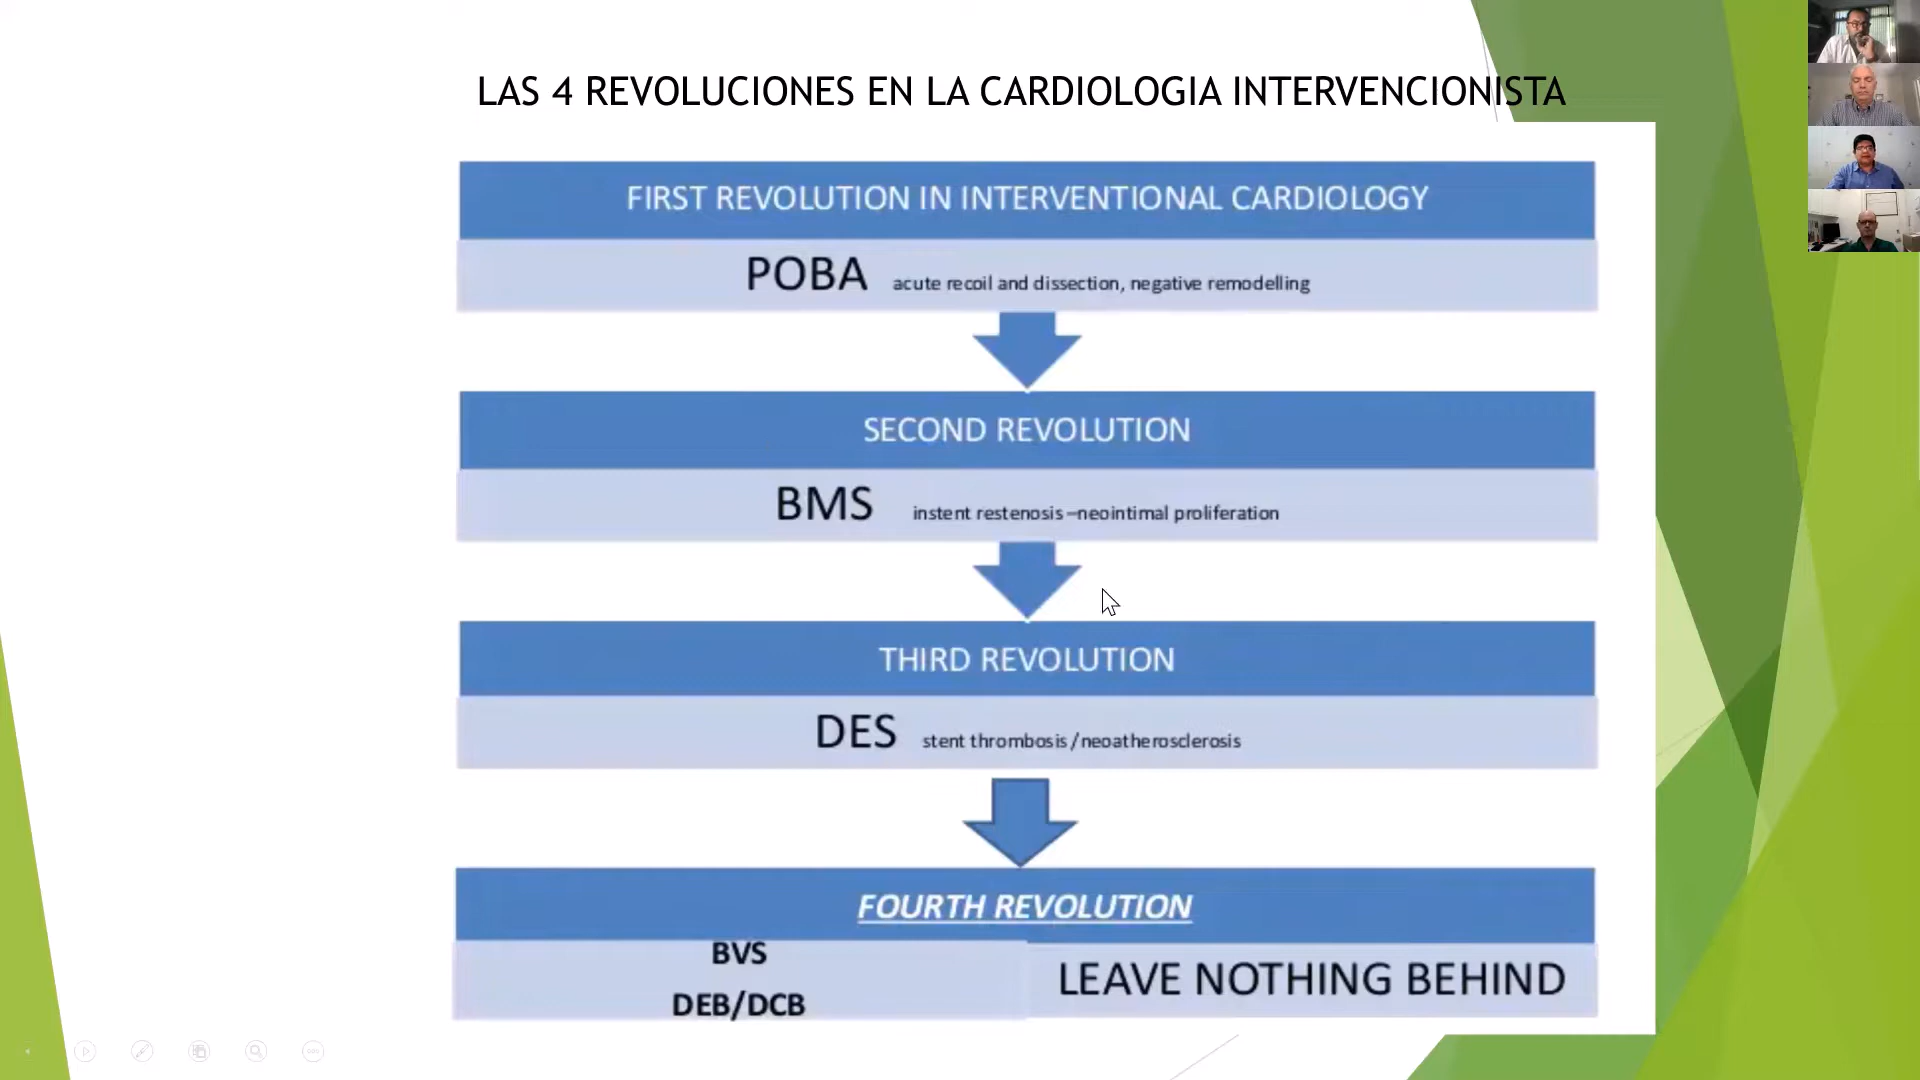 LAS 4 REVOLUCIONES EN LA CARDIOLOGIA INTERVENCIONISTA
FIRST REVOLUTION IN INTERVENTIONAL CARDIOLOGY
POBA acute recoil and dissection, negative remodelling
SECOND REVOLUTION
BMS instent restenosis –neointimal proliferation
THIRD REVOLUTION
DES stent thrombosis/neoatherosclerosis
FOURTH REVOLUTION
BVS
DEB/DCB
LEAVE NOTHING BEHIND